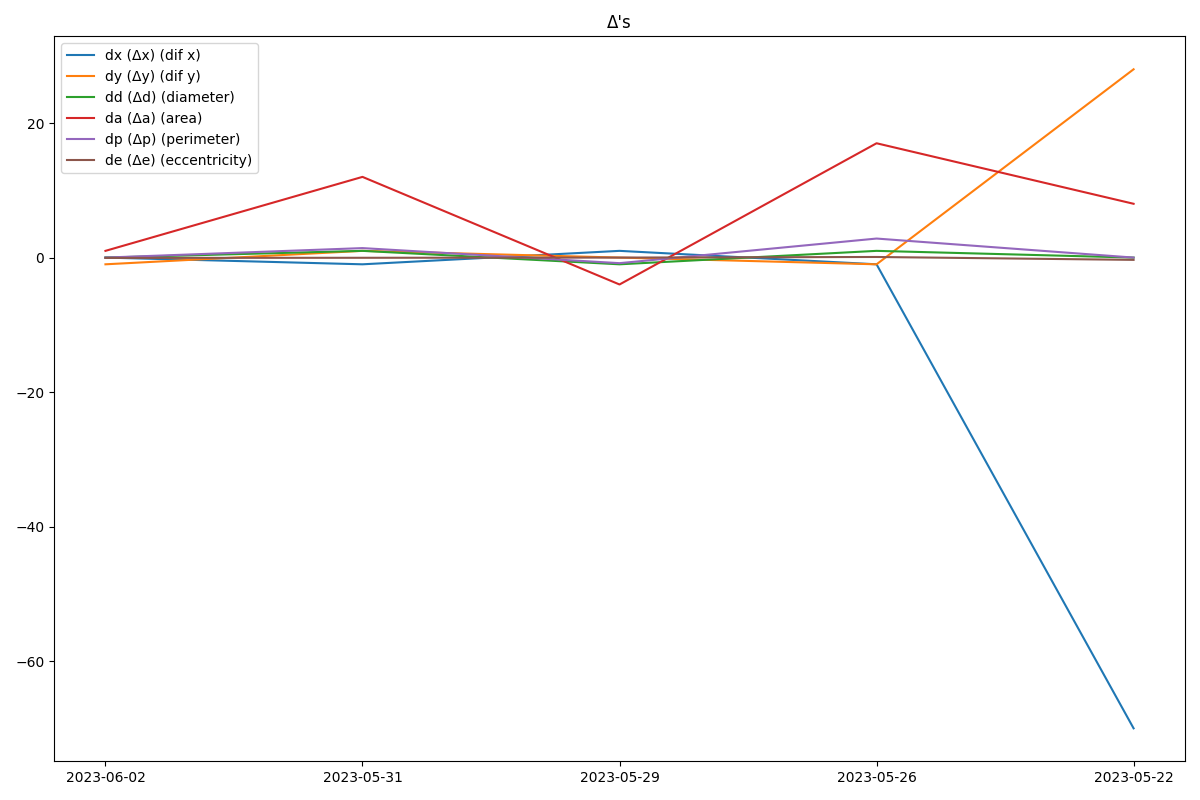 Δ's
dx (Δx) (dif x)
dy (Δy) (dif y)
dd (Δd) (diameter)
da (Δa) (area)
dp (Δp) (perimeter)
de (Δe) (eccentricity)
20
0
−20
−40
−60
2023-06-02 2023-05-31 2023-05-29 2023-05-26 2023-05-22